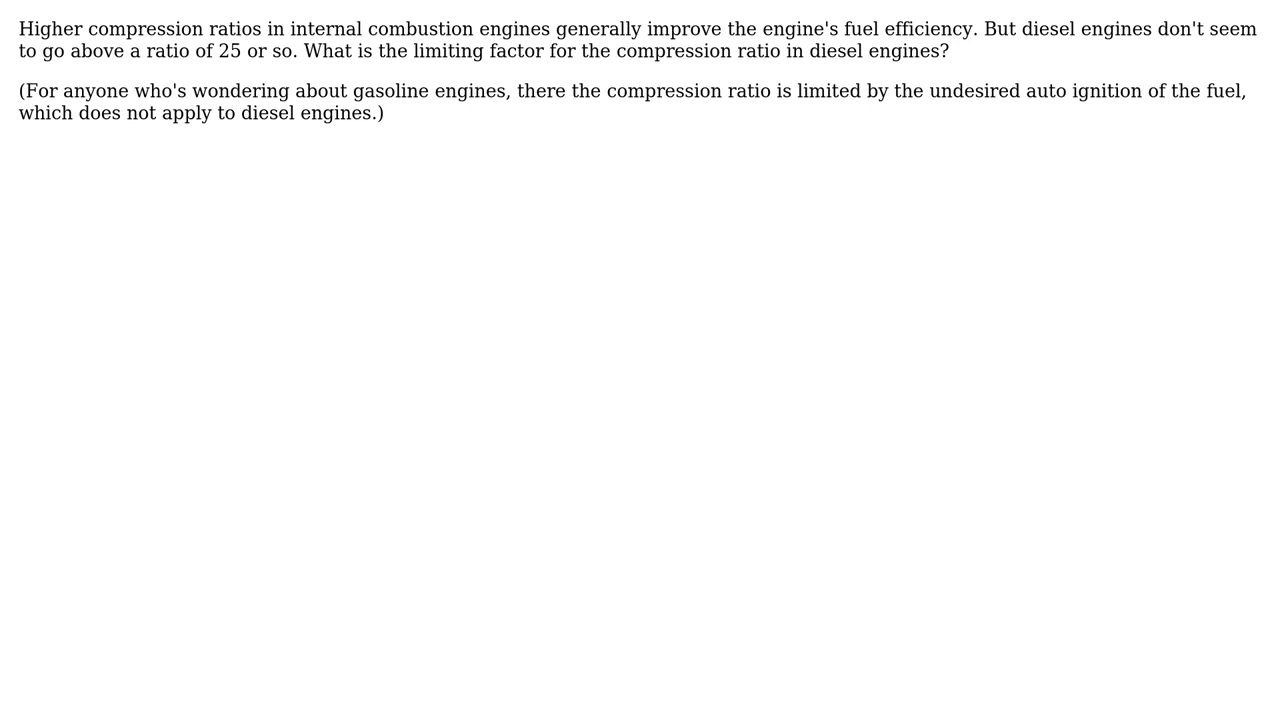 Higher compression ratios in internal combustion engines generally improve the engine's fuel efficiency. But diesel engines don't seem
to go above a ratio of 25 or so. What is the limiting factor for the compression ratio in diesel engines?
(For anyone who's wondering about gasoline engines, there the compression ratio is limited by the undesired auto ignition of the fuel,
which does not apply to diesel engines.)